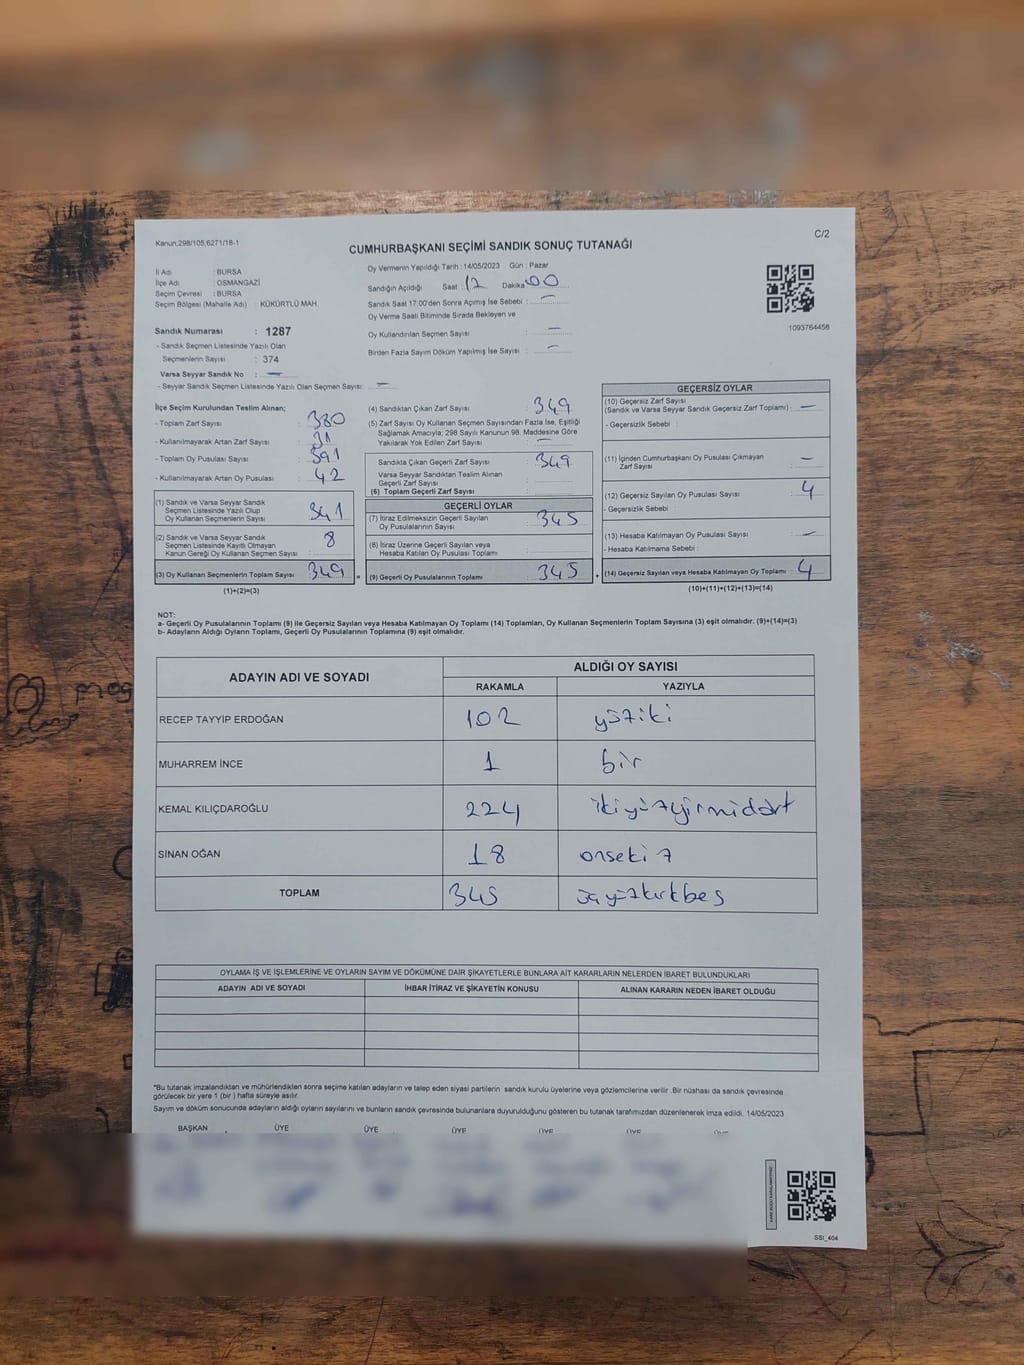 Kanun;298/105,6271/18-1
C/2
CUMHURBAŞKANI SEÇİMİ SANDIK SONUÇ TUTANAĞI
İl Adı : BURSA
İlçe Adı : OSMANGAZİ
Seçim Çevresi : BURSA
Seçim Bölgesi (Mahalle Adı) : KÜKÜRTLÜ MAH.
Oy Vermenin Yapıldığı Tarih : 14/05/2023 Gün : Pazar
Sandığın Açıldığı Saat : 17 Dakika 00
Sandık Saat 17:00'den Sonra Açımış İse Sebebi : —
Oy Verme Saati Bitiminde Sırada Bekleyen ve
Oy Kullandırılan Seçmen Sayısı : —
Birden Fazla Sayım Döküm Yapılmış İse Sayısı : —
1093764458
Sandık Numarası : 1287
- Sandık Seçmen Listesinde Yazılı Olan
Seçmenlerin Sayısı : 374
Varsa Seyyar Sandık No : —
- Seyyar Sandık Listesinde Yazılı Olan Seçmen Sayısı: —
İlçe Seçim Kurulundan Teslim Alınan;
- Toplam Zarf Sayısı : 380
- Kullanılmayarak Artan Zarf Sayısı : 31
- Toplam Oy Pusulası Sayısı : 391
- Kullanılmayarak Artan Oy Pusulası : 42
(1) Sandık ve Varsa Seyyar Sandık
Seçmen Listesinde Yazılı Olup
Oy Kullanan Seçmenlerin Sayısı : 341
(2) Sandık ve Varsa Seyyar Sandık
Seçmen Listesinde Kayıtlı Olmayan
Kanun Gereği Oy Kullanan Seçmen Sayısı : 8
(3) Oy Kullanan Seçmenlerin Toplam Sayısı : 349
(1)+(2)=(3)
(4) Sandıktan Çıkan Zarf Sayısı : 349
(5) Zarf Sayısı Oy Kullanan Seçmen Sayısından Fazla İse, Eşitliği
Sağlamak Amacıyla; 298 Sayılı Kanunun 98. Maddesine Göre
Yakılarak Yok Edilen Zarf Sayısı : —
Sandıkta Çıkan Geçerli Zarf Sayısı : 349
Varsa Seyyar Sandıktan Teslim Alınan
Geçerli Zarf Sayısı :
(6) Toplam Geçerli Zarf Sayısı :
GEÇERLİ OYLAR
(7) İtiraz Edilmeksizin Geçerli Sayılan
Oy Pusulalarının Sayısı : 345
(8) İtiraz Üzerine Geçerli Sayılan veya
Hesaba Katılan Oy Pusulası Toplamı :
(9) Geçerli Oy Pusulalarının Toplamı : 345
GEÇERSİZ OYLAR
(10) Geçersiz Zarf Sayısı
(Sandık ve Varsa Seyyar Sandık Geçersiz Zarf Toplamı) : —
- Geçersizlik Sebebi :
(11) İçinden Cumhurbaşkanı Oy Pusulası Çıkmayan
Zarf Sayısı : —
(12) Geçersiz Sayılan Oy Pusulası Sayısı : 4
- Geçersizlik Sebebi :
(13) Hesaba Katılmayan Oy Pusulası Sayısı : —
- Hesaba Katılmama Sebebi :
(14) Geçersiz Sayılan veya Hesaba Katılmayan Oy Toplamı : 4
(10)+(11)+(12)+(13)=(14)
NOT:
a- Geçerli Oy Pusulası Toplamı (9) ile Geçersiz Sayılan veya Hesaba Katılmayan Oy Toplamı (14) Toplamları, Oy Kullanan Seçmenlerin Toplam Sayısına (3) eşit olmalıdır. (9)+(14)=(3)
b- Adayların Aldığı Oyların Toplamı, Geçerli Oy Pusulalarının Toplamına (9) eşit olmalıdır.
ADAYIN ADI VE SOYADI
ALDIĞI OY SAYISI
RAKAMLA YAZIYLA
RECEP TAYYİP ERDOĞAN 102 yüziki
MUHARREM İNCE 1 bir
KEMAL KILIÇDAROĞLU 224 ikiyüzyirmidört
SİNAN OĞAN 18 onsekiz
TOPLAM 345 üçyüzkırkbeş
OYLAMA İŞ VE İŞLEMLERİNE VE OYLARIN SAYIM VE DÖKÜMÜNE DAİR ŞİKAYETLERLE BUNLARA AİT KARARLARIN NELERDEN İBARET BULUNDUKLARI
ADAYIN ADI VE SOYADI İHBAR İTİRAZ VE ŞİKAYETİN KONUSU ALINAN KARARIN NEDEN İBARET OLDUĞU
*Bu tutanak imzalandıktan ve mühürlendikten sonra seçime katılan adayların ve talep eden siyasi partilerin sandık kurulu üyelerine veya gözlemcilerine verilir .Bir nüshası da sandık çevresinde
görülecek bir yere 1 (bir ) hafta süreyle asılır.
Sayım ve döküm sonucunda adayların aldığı oyların sayılarını ve bunların sandık çevresinde bulunanlara duyurulduğunu gösteren bu tutanak tarafımızdan düzenlenerek imza edildi. 14/05/2023
BAŞKAN ÜYE ÜYE ÜYE ÜYE ÜYE ÜYE
SSİ_404
prog